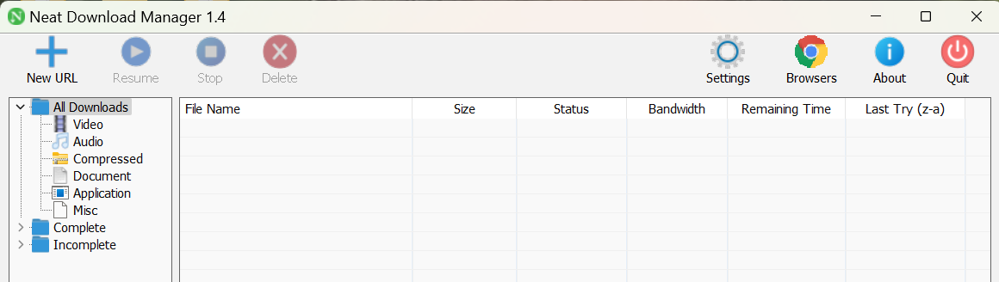 Neat Download Manager 1.4
New URL Resume Stop Delete Settings Browsers About Quit
All Downloads
Video
Audio
Compressed
Document
Application
Misc
Complete
Incomplete
File Name Size Status Bandwidth Remaining Time Last Try (z-a)